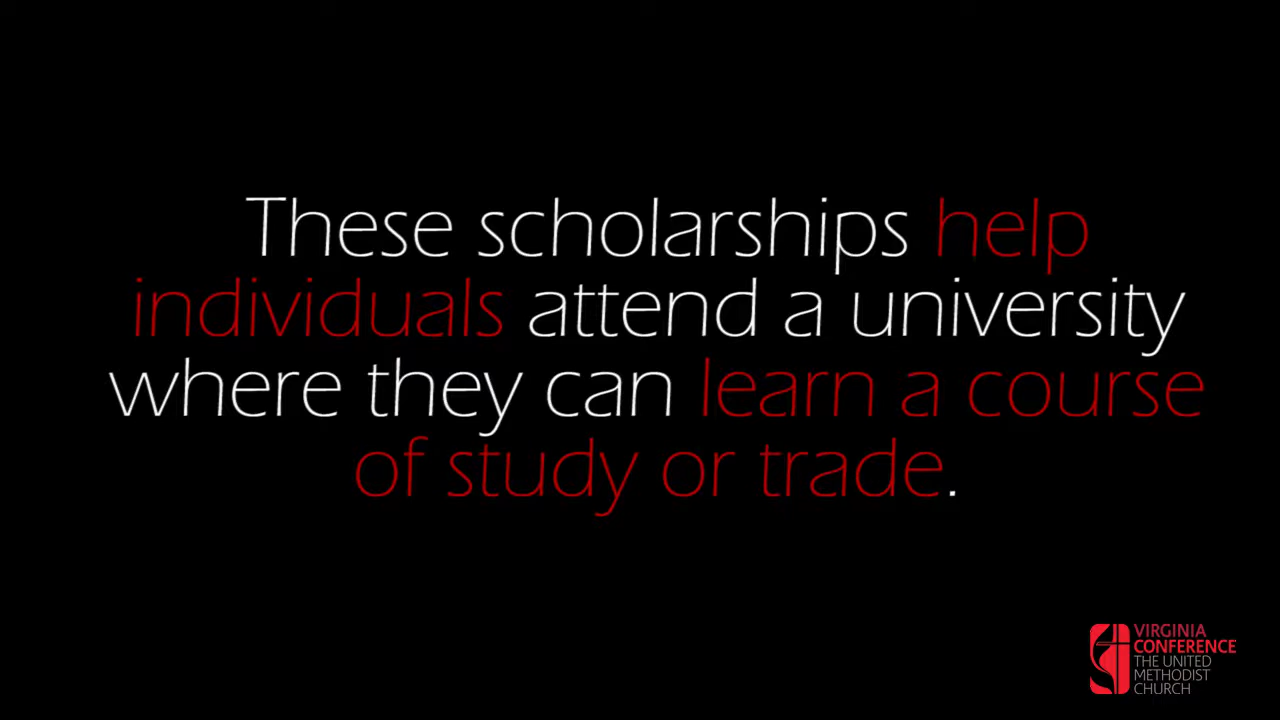 These scholarships help
individuals attend a university
where they can learn a course
of study or trade.
VIRGINIA
CONFERENCE
THE UNITED
METHODIST
CHURCH